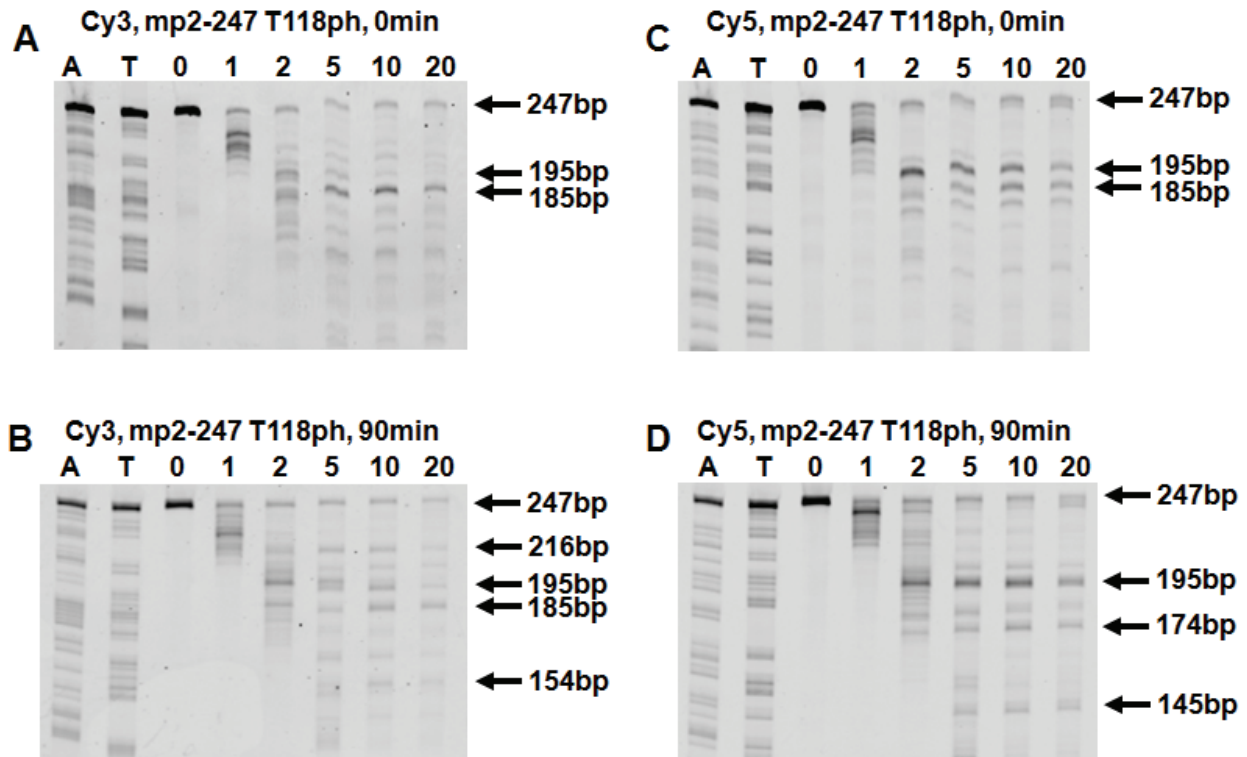 A
Cy3, mp2-247 T118ph, 0min
A T 0 1 2 5 10 20
247bp
195bp
185bp
C
Cy5, mp2-247 T118ph, 0min
A T 0 1 2 5 10 20
247bp
195bp
185bp
B
Cy3, mp2-247 T118ph, 90min
A T 0 1 2 5 10 20
247bp
216bp
195bp
185bp
154bp
D
Cy5, mp2-247 T118ph, 90min
A T 0 1 2 5 10 20
247bp
195bp
174bp
145bp